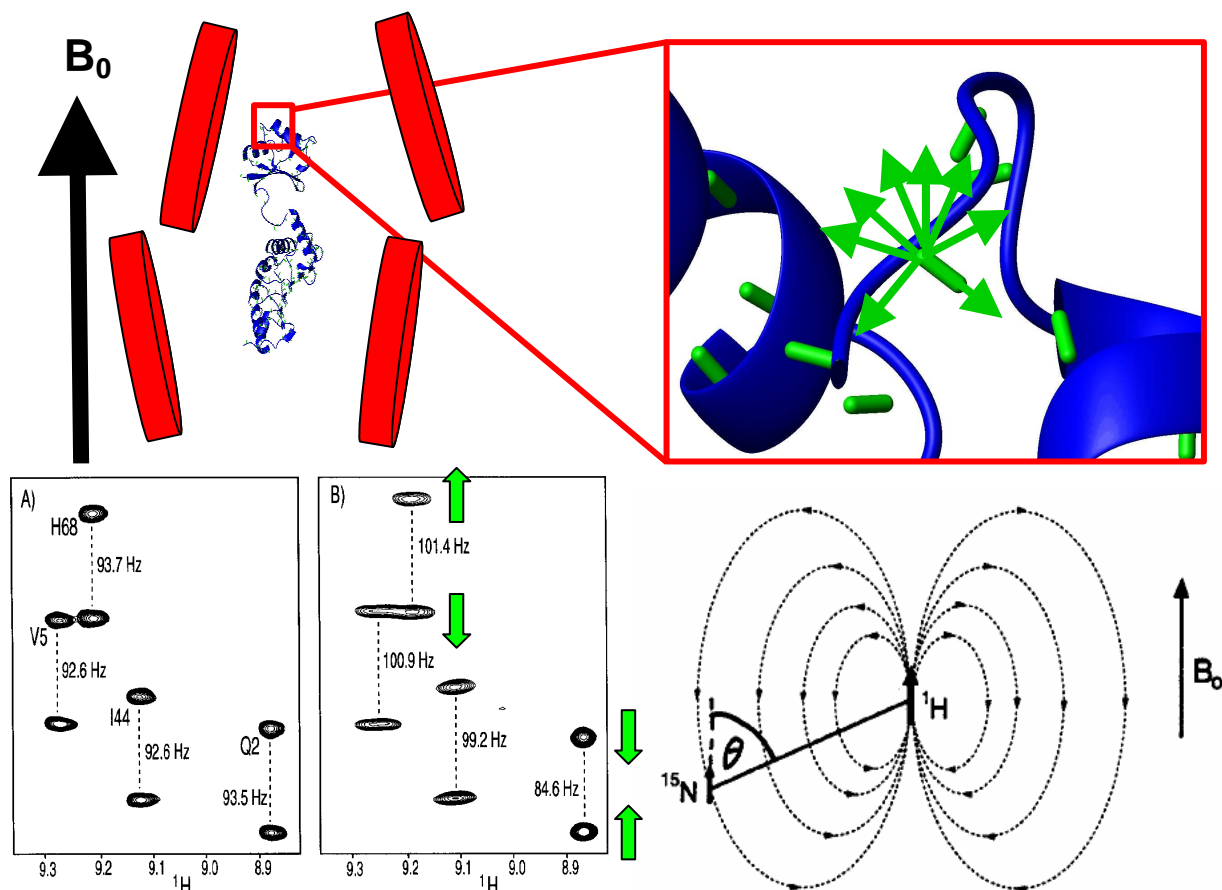 B₀
A)
H68
93.7 Hz
V5
92.6 Hz
I44
92.6 Hz
Q2
93.5 Hz
9.3 9.2 9.1 9.0 8.9
¹H
B)
101.4 Hz
100.9 Hz
99.2 Hz
84.6 Hz
9.3 9.2 9.1 9.0 8.9
¹H
¹H
θ
¹⁵N
B₀